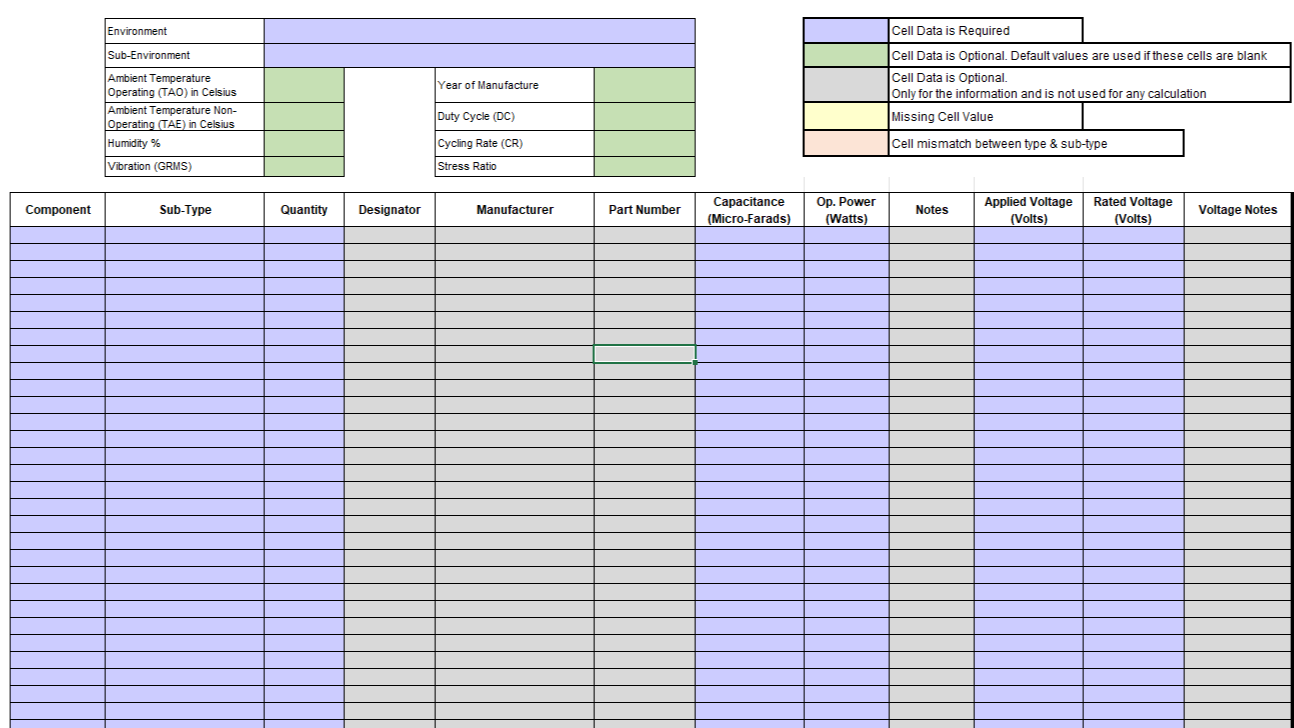 Environment
Sub-Environment
Ambient Temperature
Operating (TAO) in Celsius
Ambient Temperature Non-
Operating (TAE) in Celsius
Humidity %
Vibration (GRMS)
Year of Manufacture
Duty Cycle (DC)
Cycling Rate (CR)
Stress Ratio
Cell Data is Required
Cell Data is Optional. Default values are used if these cells are blank
Cell Data is Optional.
Only for the information and is not used for any calculation
Missing Cell Value
Cell mismatch between type & sub-type
Component
Sub-Type
Quantity
Designator
Manufacturer
Part Number
Capacitance
(Micro-Farads)
Op. Power
(Watts)
Notes
Applied Voltage
(Volts)
Rated Voltage
(Volts)
Voltage Notes